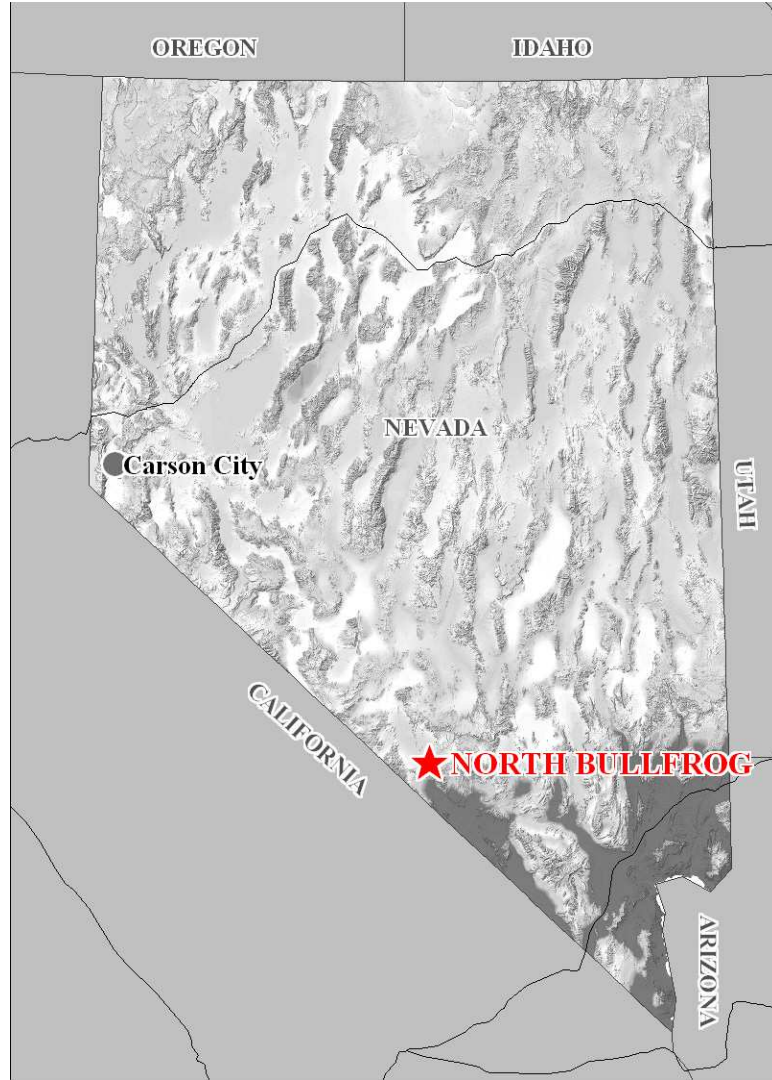 OREGON
IDAHO
NEVADA
Carson City
UTAH
CALIFORNIA
NORTH BULLFROG
ARIZONA